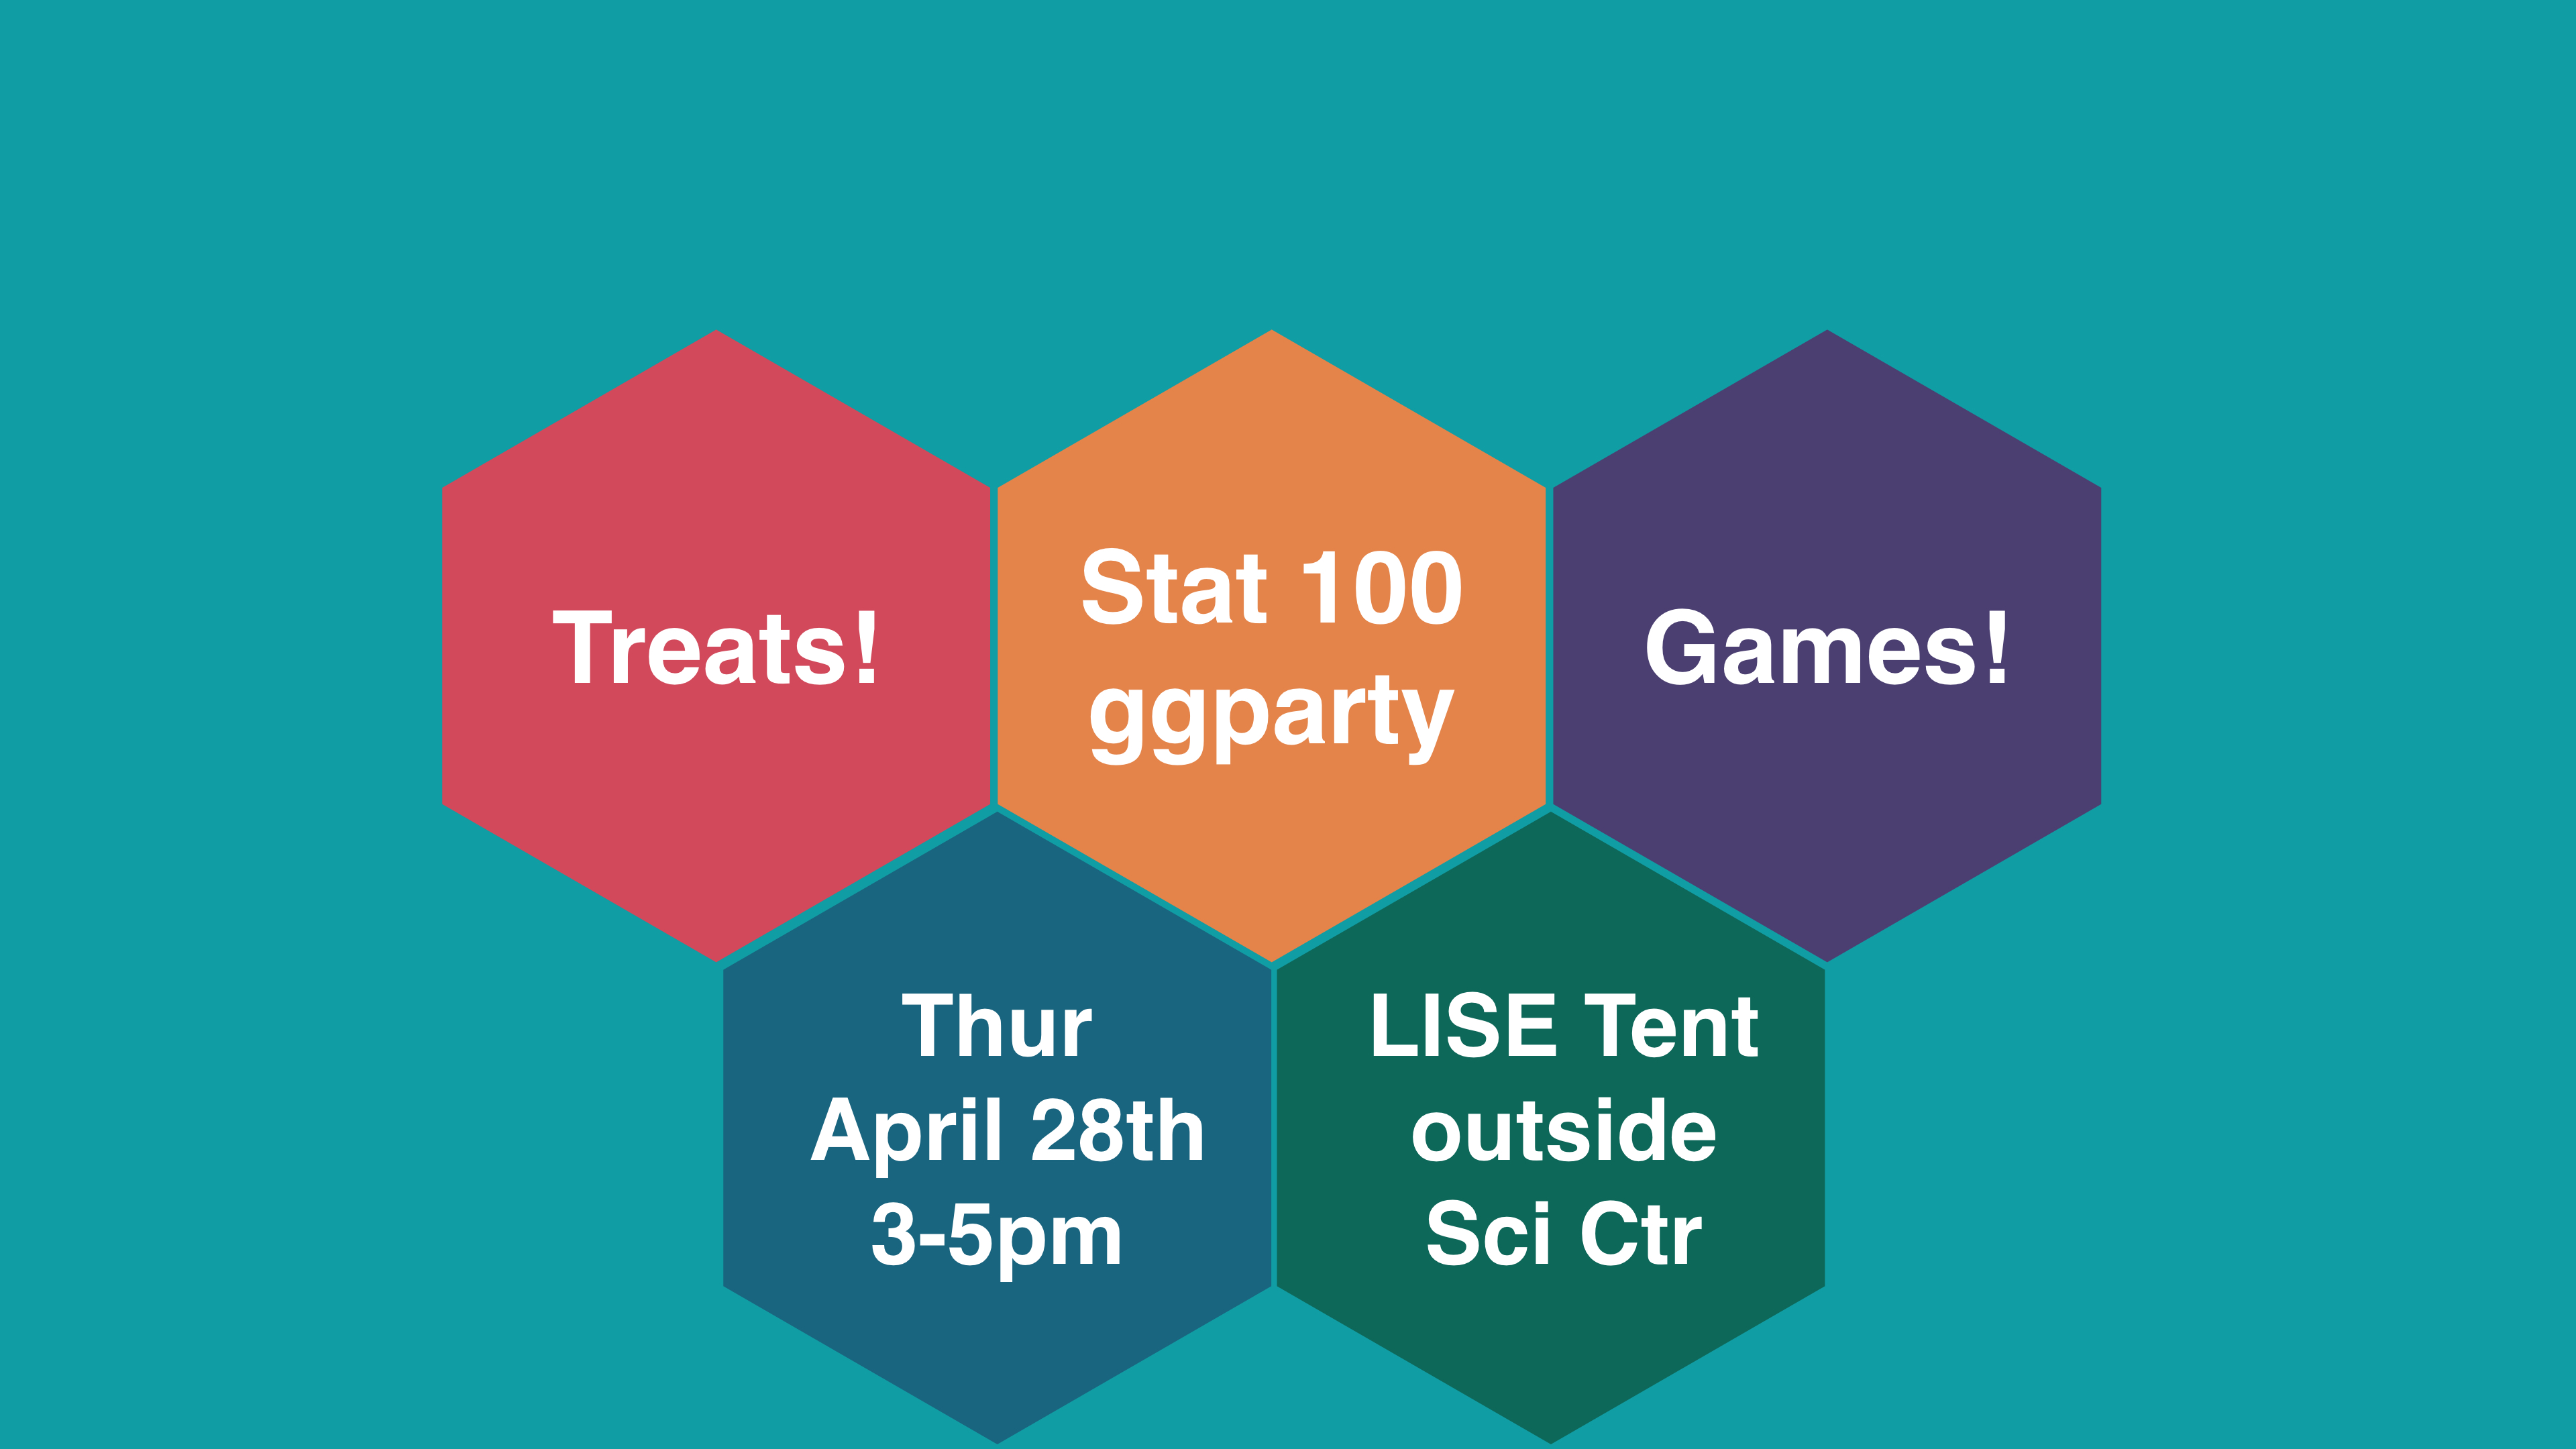 Treats!
Stat 100
ggparty
Games!
Thur
April 28th
3-5pm
LISE Tent
outside
Sci Ctr